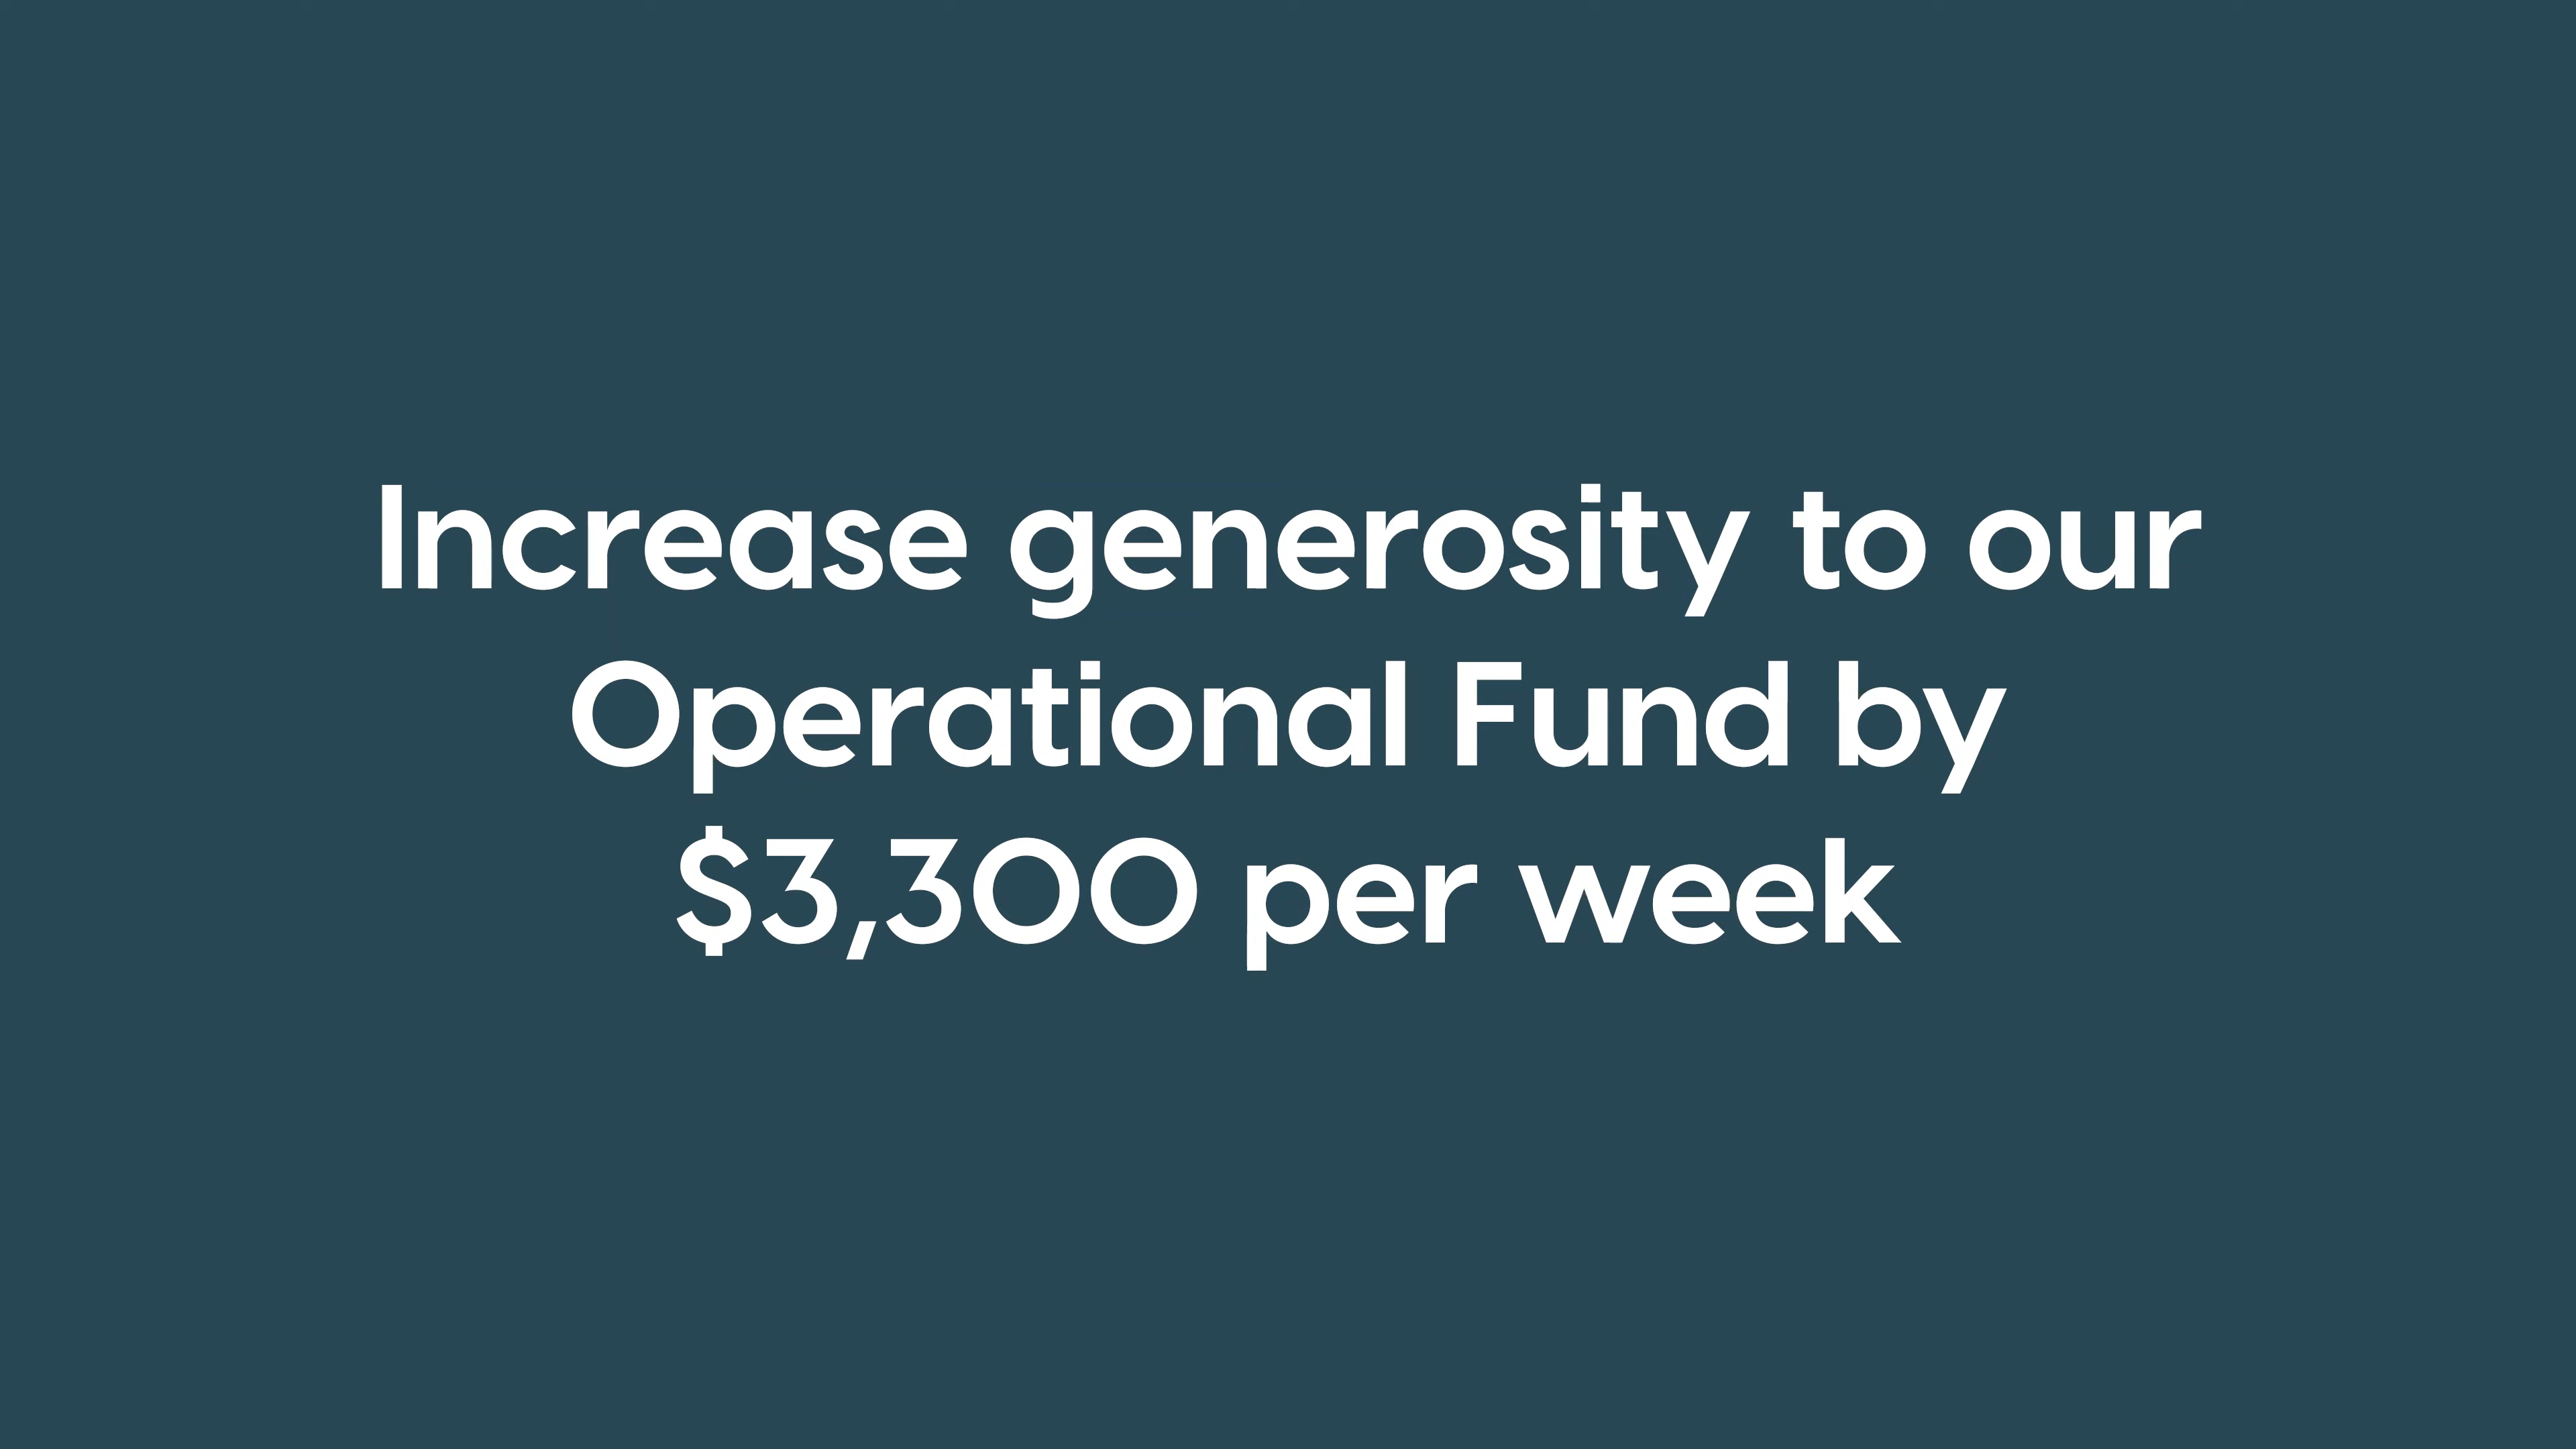 Increase generosity to our
Operational Fund by
$3,300 per week